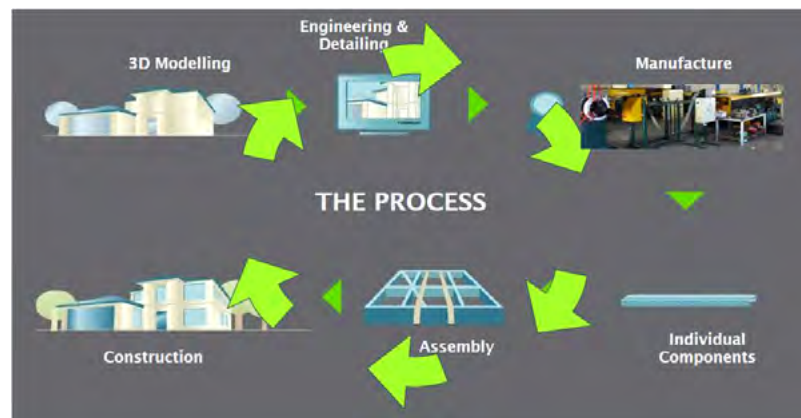 Engineering &
Detailing
3D Modelling
Manufacture
THE PROCESS
Construction
Assembly
Individual
Components